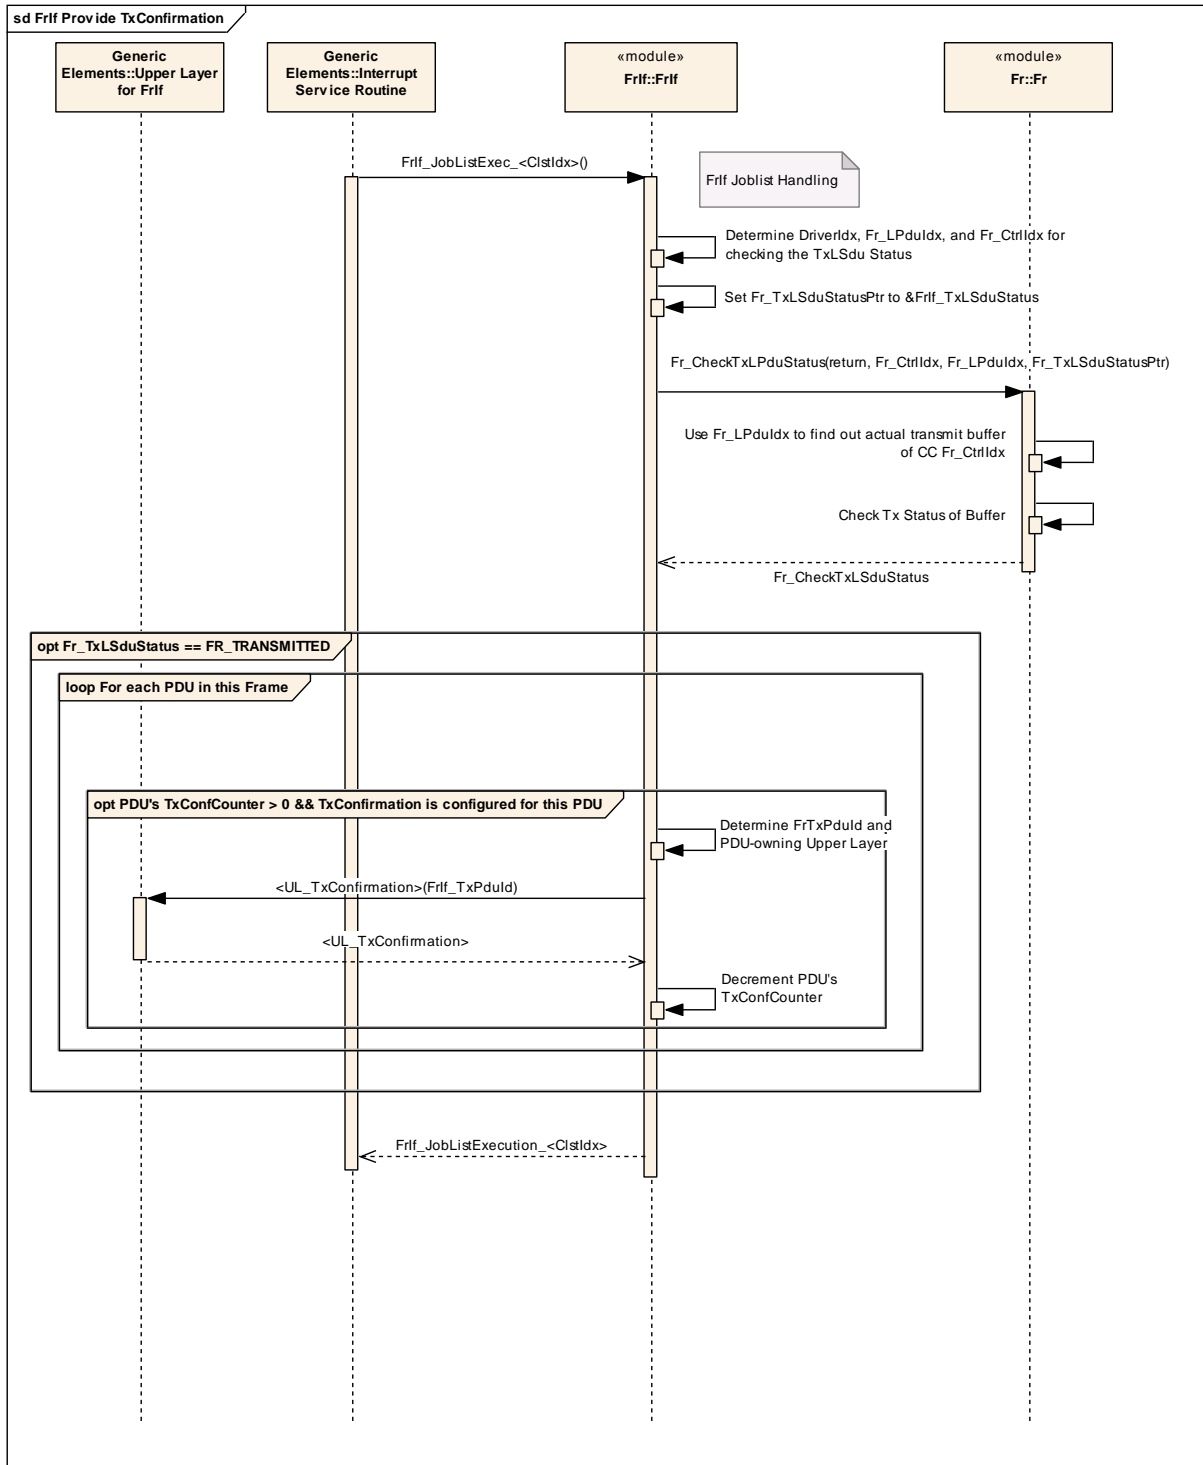 sd FrIf Provide TxConfirmation
Generic
Elements::Upper Layer
for FrIf
Generic
Elements::Interrupt
Service Routine
«module»
FrIf::FrIf
«module»
Fr::Fr
FrIf_JobListExec_<ClstIdx>()
FrIf Joblist Handling
Determine DriverIdx, Fr_LPduIdx, and Fr_CtrlIdx for
checking the TxLSdu Status
Set Fr_TxLSduStatusPtr to &FrIf_TxLSduStatus
Fr_CheckTxLPduStatus(return, Fr_CtrlIdx, Fr_LPduIdx, Fr_TxLSduStatusPtr)
Use Fr_LPduIdx to find out actual transmit buffer
of CC Fr_CtrlIdx
Check Tx Status of Buffer
Fr_CheckTxLSduStatus
opt Fr_TxLSduStatus == FR_TRANSMITTED
loop For each PDU in this Frame
opt PDU's TxConfCounter > 0 && TxConfirmation is configured for this PDU
Determine FrTxPduId and
PDU-owning Upper Layer
<UL_TxConfirmation>(FrIf_TxPduId)
<UL_TxConfirmation>
Decrement PDU's
TxConfCounter
FrIf_JobListExecution_<ClstIdx>